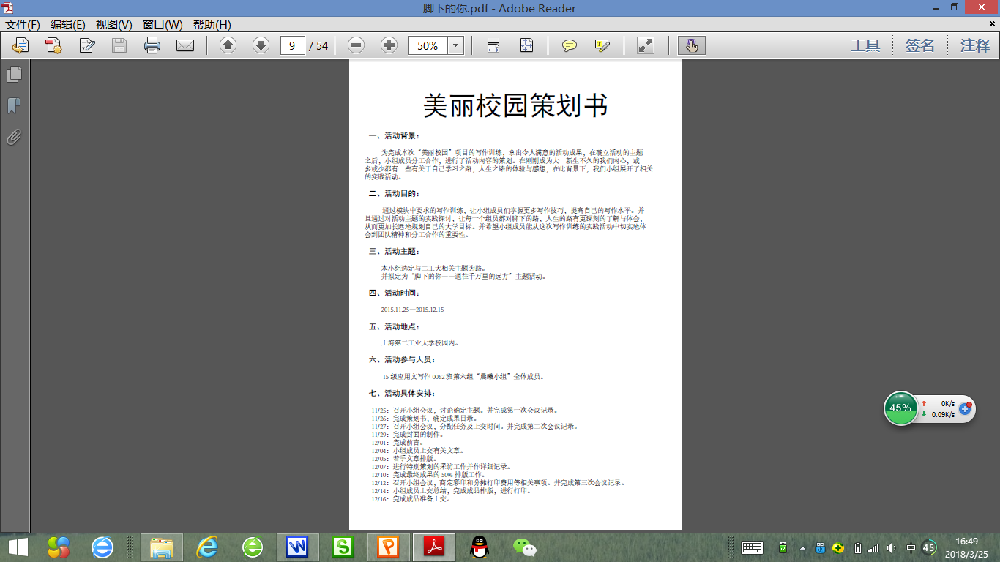 脚下的你.pdf - Adobe Reader
文件(F) 编辑(E) 视图(V) 窗口(W) 帮助(H)
9 / 54 50% 工具 签名 注释
美丽校园策划书
一、活动背景：
为完成本次“美丽校园”项目的写作训练，拿出令人满意的活动成果，在确立活动的主题
之后，小组成员分工合作，进行了活动内容的策划。在刚刚成为大一新生不久的我们内心，或
多或少都有一些有关于自己学习之路，人生之路的体验与感想，在此背景下，我们小组展开了相关
的实践活动。
二、活动目的：
通过模块中要求的写作训练，让小组成员们掌握更多写作技巧，提高自己的写作水平。并
且通过对活动主题的实践探讨，让每一个组员都对脚下的路，人生的路有更深刻的了解与体会，
从而更加长远地规划自己的大学目标。并希望小组成员能从这次写作训练的实践活动中切实地体
会到团队精神和分工合作的重要性。
三、活动主题：
本小组选定与二工大相关主题为路。
并拟定为“脚下的你——通往千万里的远方”主题活动。
四、活动时间：
2015.11.25—2015.12.15
五、活动地点：
上海第二工业大学校园内。
六、活动参与人员：
15 级应用文写作 0062 班第六组“晨曦小组”全体成员。
七、活动具体安排：
11/25：召开小组会议，讨论确定主题。并完成第一次会议记录。
11/26：完成策划书，确定成果目录。
11/27：召开小组会议，分配任务及上交时间。并完成第二次会议记录。
11/29：完成封面的制作。
12/01：完成前言。
12/04：小组成员上交有关文章。
12/05：着手文章排版。
12/07：进行特别策划的采访工作并作详细记录。
12/10：完成最终成果的 50% 排版工作。
12/12：召开小组会议，商定彩印和分摊打印费用等相关事项。并完成第三次会议记录。
12/14：小组成员上交总结，完成成品排版，进行打印。
12/16：完成成品准备上交。
45% 0K/s
0.09K/s
中 45 16:49
2018/3/25